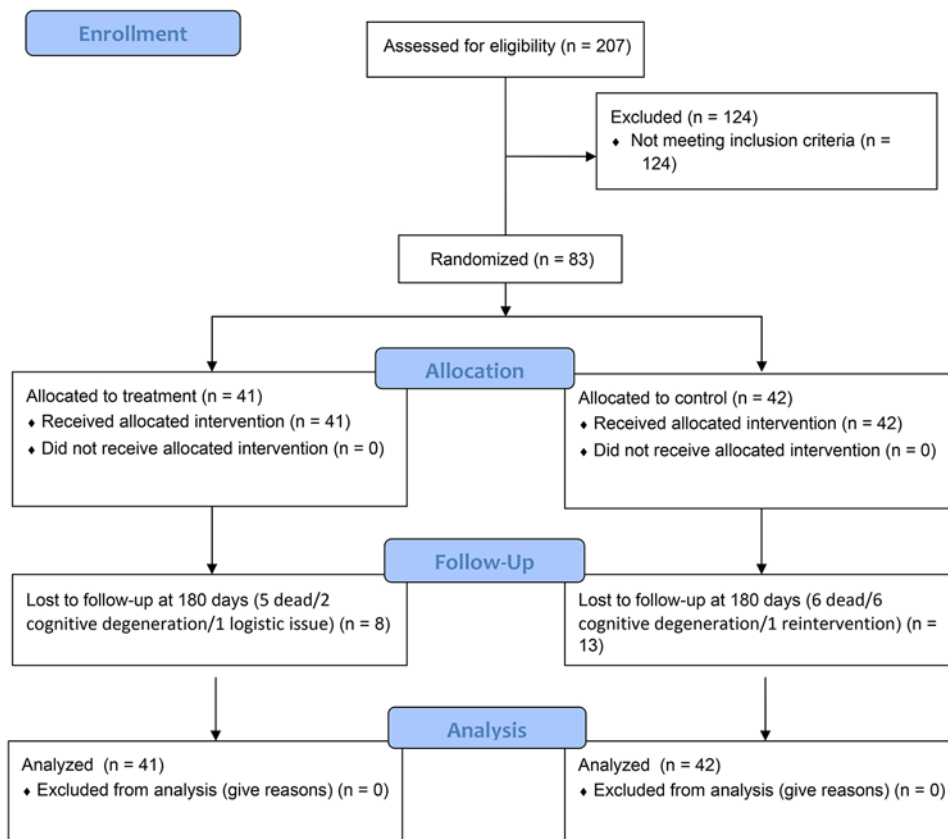 Enrollment
Assessed for eligibility (n = 207)
Excluded (n = 124)
♦ Not meeting inclusion criteria (n =
124)
Randomized (n = 83)
Allocation
Allocated to treatment (n = 41)
♦ Received allocated intervention (n = 41)
♦ Did not receive allocated intervention (n = 0)
Allocated to control (n = 42)
♦ Received allocated intervention (n = 42)
♦ Did not receive allocated intervention (n = 0)
Follow-Up
Lost to follow-up at 180 days (5 dead/2
cognitive degeneration/1 logistic issue) (n = 8)
Lost to follow-up at 180 days (6 dead/6
cognitive degeneration/1 reintervention) (n =
13)
Analysis
Analyzed (n = 41)
♦ Excluded from analysis (give reasons) (n = 0)
Analyzed (n = 42)
♦ Excluded from analysis (give reasons) (n = 0)